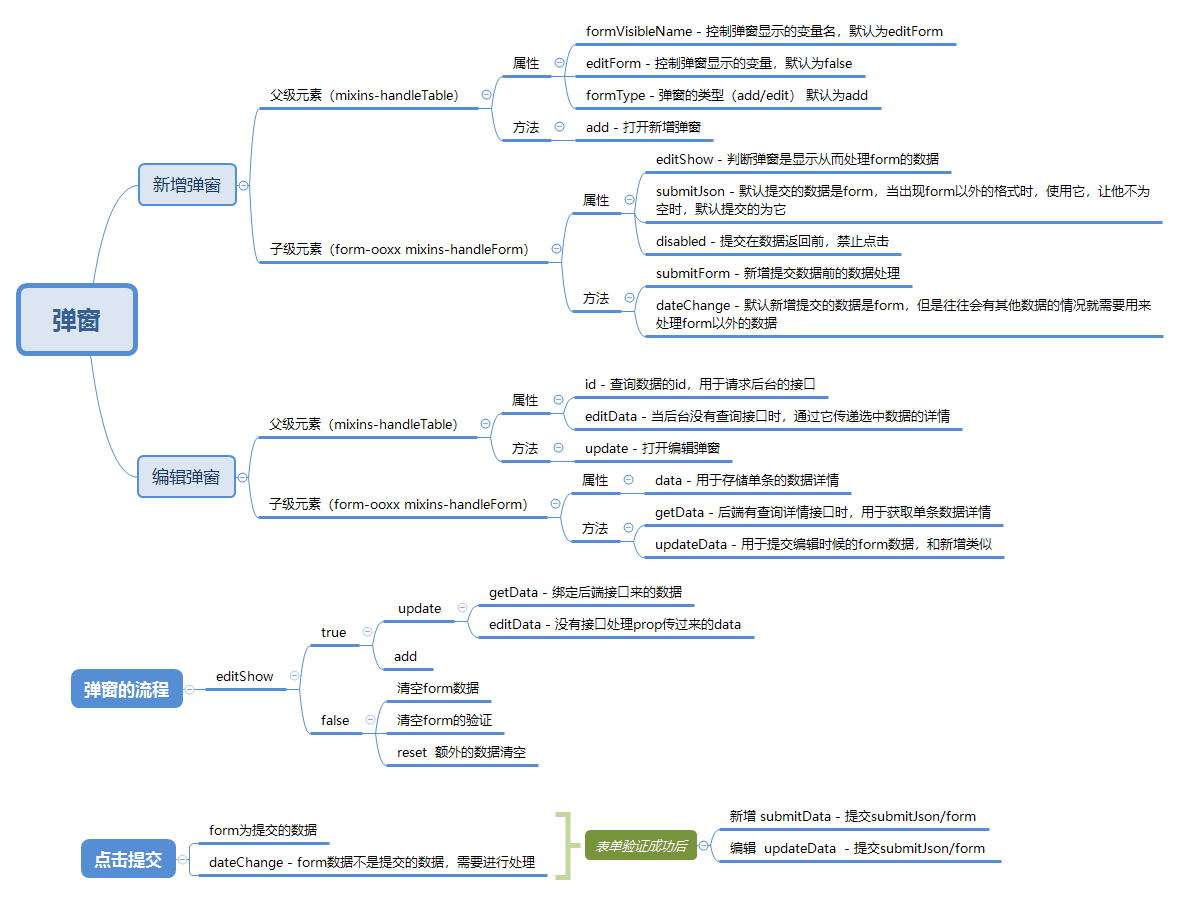 弹窗
新增弹窗
父级元素（mixins-handleTable）
属性
formVisibleName - 控制弹窗显示的变量名，默认为editForm
editForm - 控制弹窗显示的变量，默认为false
formType - 弹窗的类型（add/edit） 默认为add
方法
add - 打开新增弹窗
子级元素（form-ooxx mixins-handleForm）
属性
editShow - 判断弹窗是显示从而处理form的数据
submitJson - 默认提交的数据是form，当出现form以外的格式时，使用它，让他不为
空时，默认提交的为它
disabled - 提交在数据返回前，禁止点击
方法
submitForm - 新增提交数据前的数据处理
dateChange - 默认新增提交的数据是form，但是往往会有其他数据的情况就需要用来
处理form以外的数据
编辑弹窗
父级元素（mixins-handleTable）
属性
id - 查询数据的id，用于请求后台的接口
editData - 当后台没有查询接口时，通过它传递选中数据的详情
方法
update - 打开编辑弹窗
子级元素（form-ooxx mixins-handleForm）
属性
data - 用于存储单条的数据详情
方法
getData - 后端有查询详情接口时，用于获取单条数据详情
updateData - 用于提交编辑时候的form数据，和新增类似
弹窗的流程
editShow
true
update
getData - 绑定后端接口来的数据
editData - 没有接口处理prop传过来的data
add
false
清空form数据
清空form的验证
reset  额外的数据清空
点击提交
form为提交的数据
dateChange - form数据不是提交的数据，需要进行处理
表单验证成功后
新增 submitData - 提交submitJson/form
编辑  updateData  - 提交submitJson/form